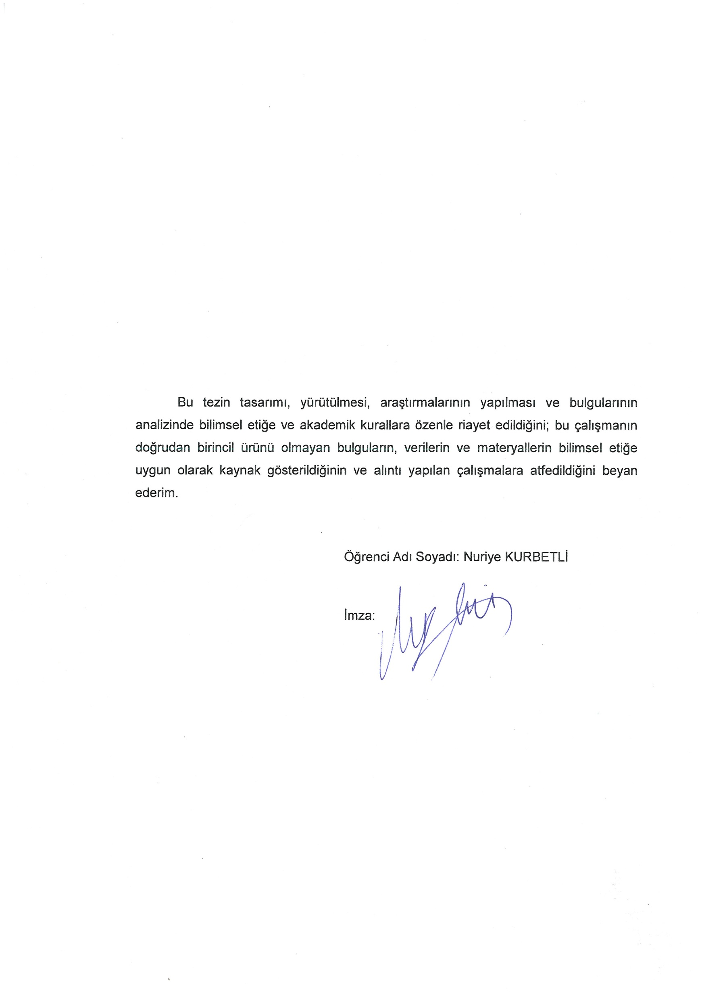 Bu tezin tasarımı, yürütülmesi, araştırmalarının yapılması ve bulgularının
analizinde bilimsel etiğe ve akademik kurallara özenle riayet edildiğini; bu çalışmanın
doğrudan birincil ürünü olmayan bulguların, verilerin ve materyallerin bilimsel etiğe
uygun olarak kaynak gösterildiğinin ve alıntı yapılan çalışmalara atfedildiğini beyan
ederim.
Öğrenci Adı Soyadı: Nuriye KURBETLİ
İmza: